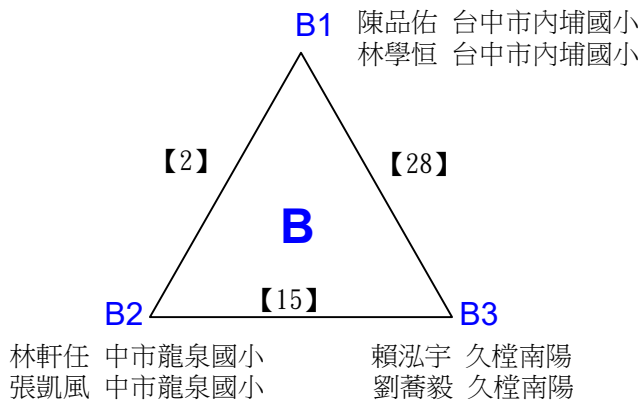 B1
陳品佑 台中市內埔國小
林學恒 台中市內埔國小
【2】
【28】
B
【15】
B2
B3
林軒任 中市龍泉國小
張凱風 中市龍泉國小
賴泓宇 久樘南陽
劉蕎毅 久樘南陽